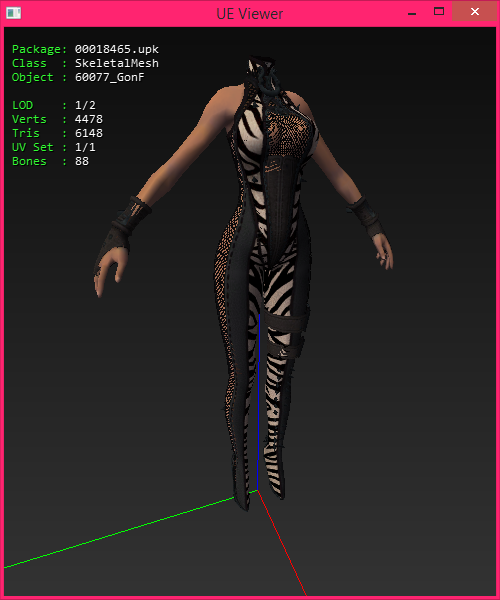 UE Viewer
Package: 00018465.upk
Class  : SkeletalMesh
Object : 60077_GonF
LOD    : 1/2
Verts  : 4478
Tris   : 6148
UV Set : 1/1
Bones  : 88